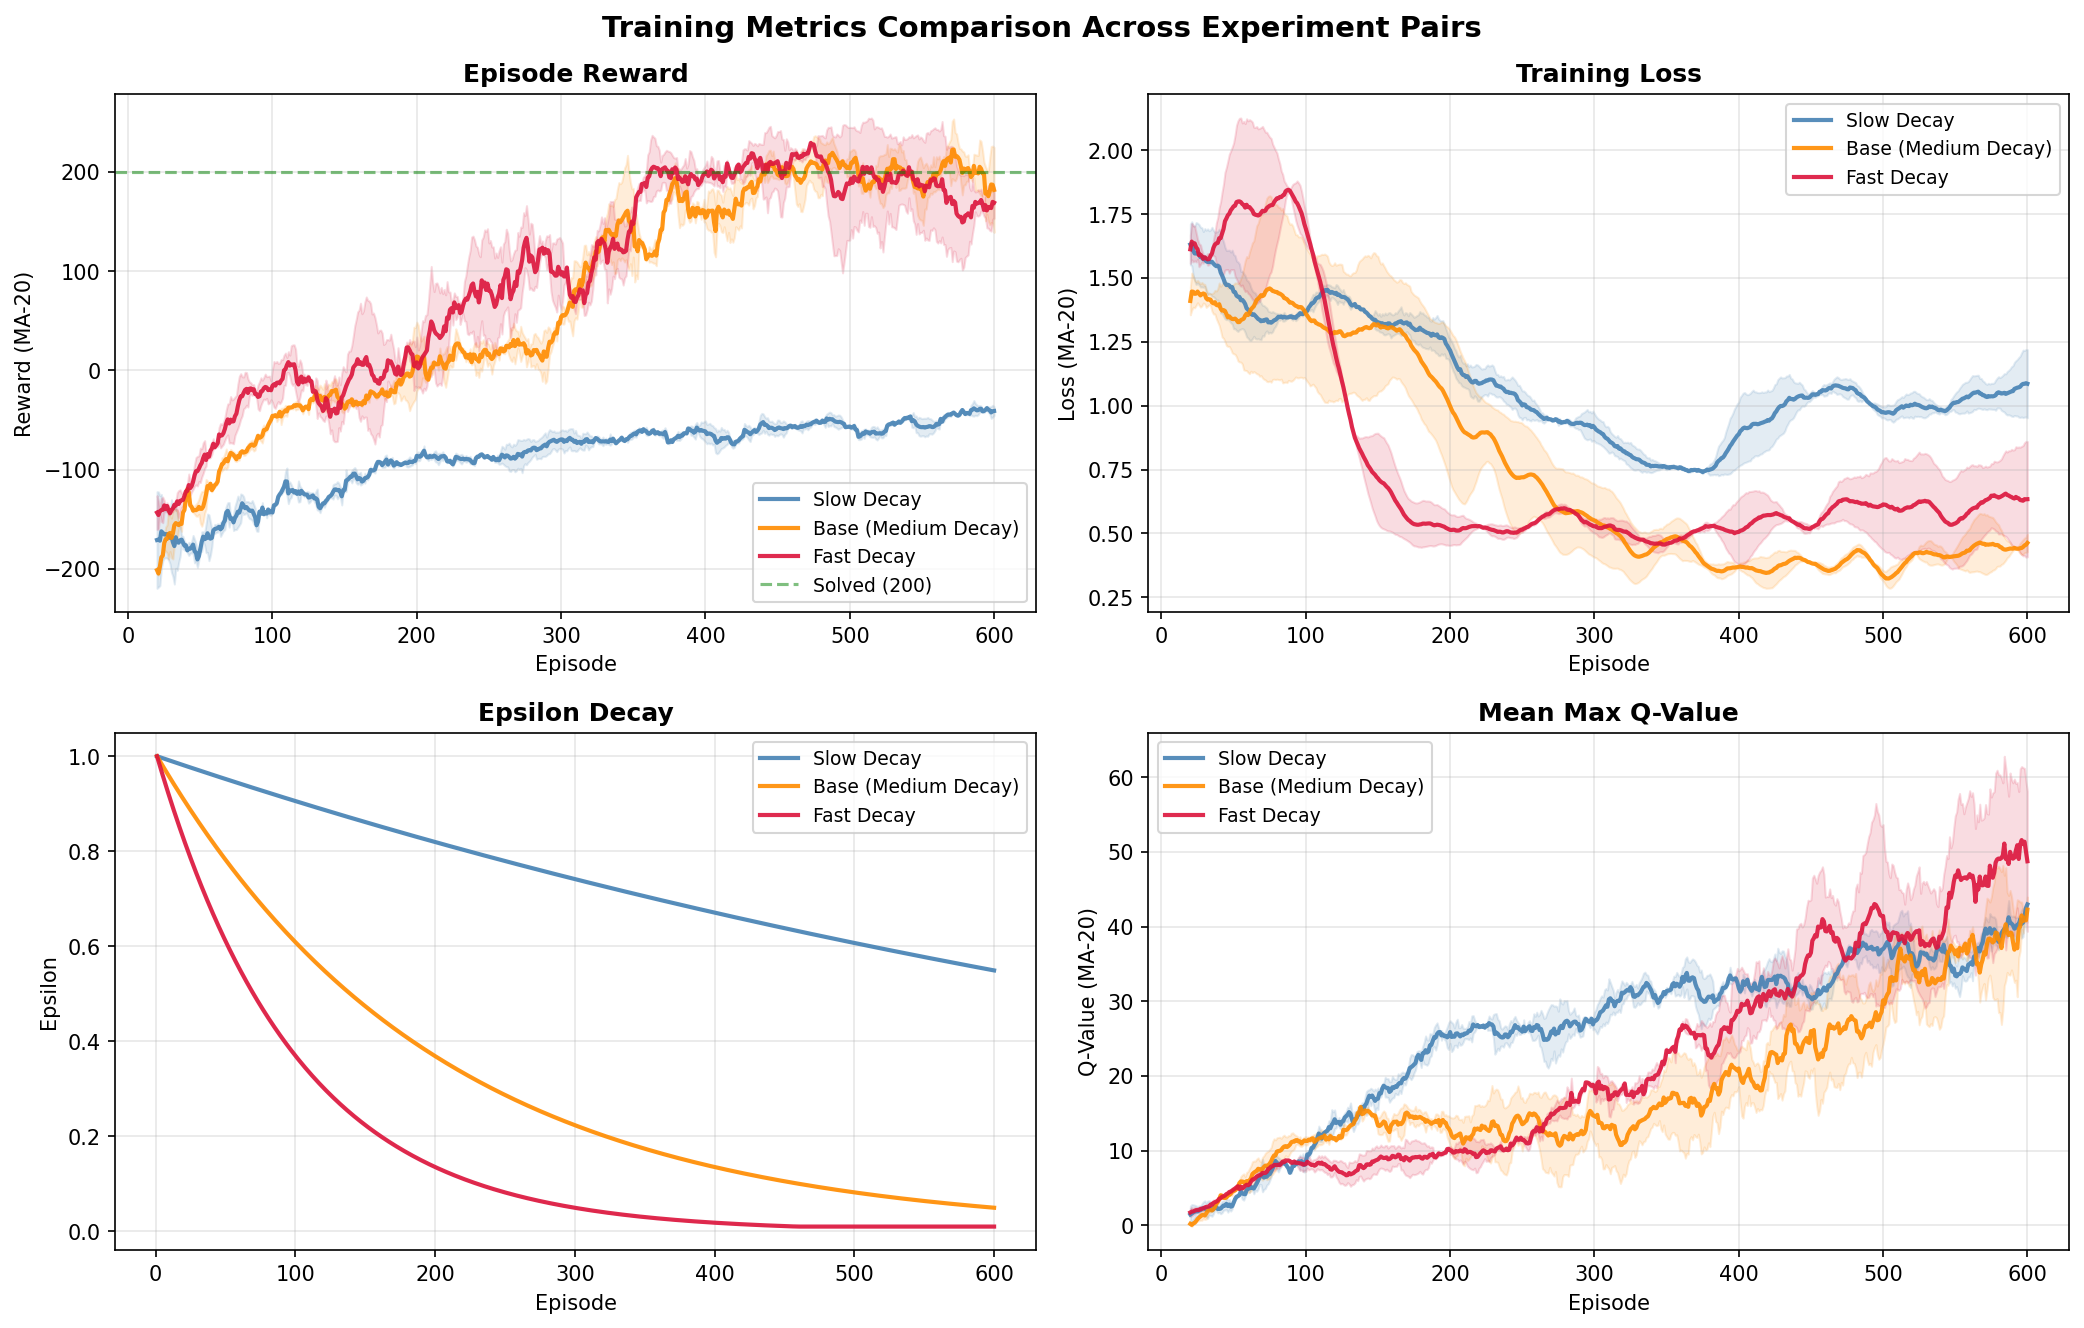 Training Metrics Comparison Across Experiment Pairs
Episode Reward
Reward (MA-20)
200
100
0
−100
−200
0 100 200 300 400 500 600
Episode
Slow Decay
Base (Medium Decay)
Fast Decay
Solved (200)
Training Loss
Loss (MA-20)
2.00
1.75
1.50
1.25
1.00
0.75
0.50
0.25
0 100 200 300 400 500 600
Episode
Slow Decay
Base (Medium Decay)
Fast Decay
Epsilon Decay
Epsilon
1.0
0.8
0.6
0.4
0.2
0.0
0 100 200 300 400 500 600
Episode
Slow Decay
Base (Medium Decay)
Fast Decay
Mean Max Q-Value
Q-Value (MA-20)
60
50
40
30
20
10
0
0 100 200 300 400 500 600
Episode
Slow Decay
Base (Medium Decay)
Fast Decay